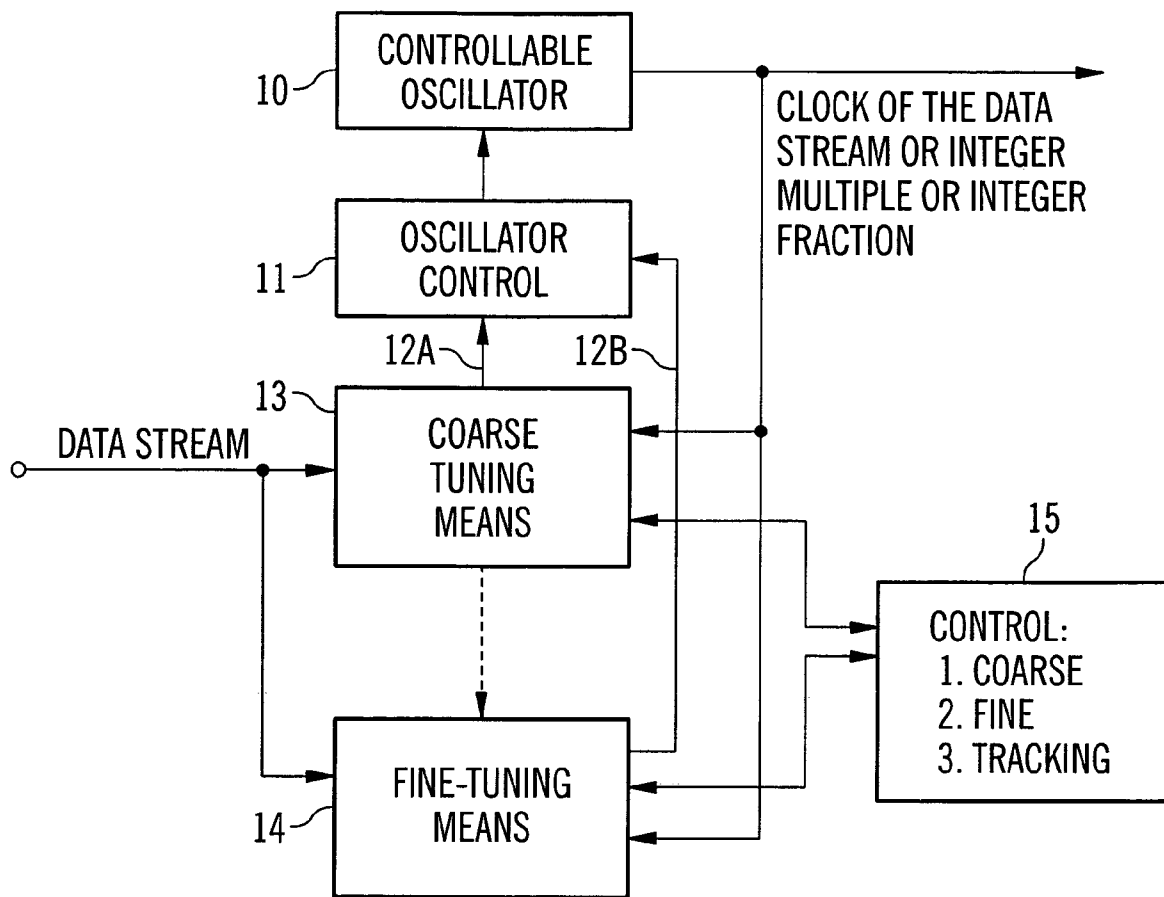 CONTROLLABLE
OSCILLATOR
10
CLOCK OF THE DATA
STREAM OR INTEGER
MULTIPLE OR INTEGER
FRACTION
OSCILLATOR
CONTROL
11
12A
12B
13
COARSE
TUNING
MEANS
DATA STREAM
15
CONTROL:
1. COARSE
2. FINE
3. TRACKING
FINE-TUNING
MEANS
14